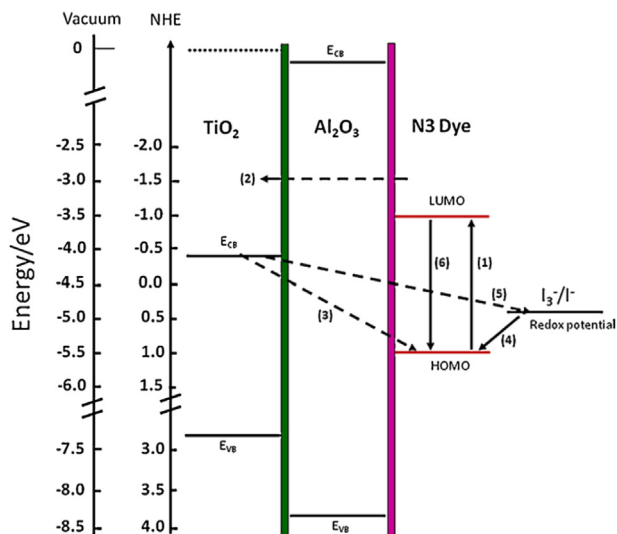 Vacuum NHE
0
E_CB
TiO₂ Al₂O₃ N3 Dye
-2.5 -2.0
-3.0 -1.5 (2)
LUMO
-3.5 -1.0
E_CB
-4.0 -0.5 (6) (1)
-4.5 0.0 (5) I₃⁻/I⁻
(3)
-5.0 0.5 Redox potential
(4)
-5.5 1.0
HOMO
-6.0 1.5
E_VB
-7.5 3.0
-8.0 3.5
E_VB
-8.5 4.0
Energy/eV